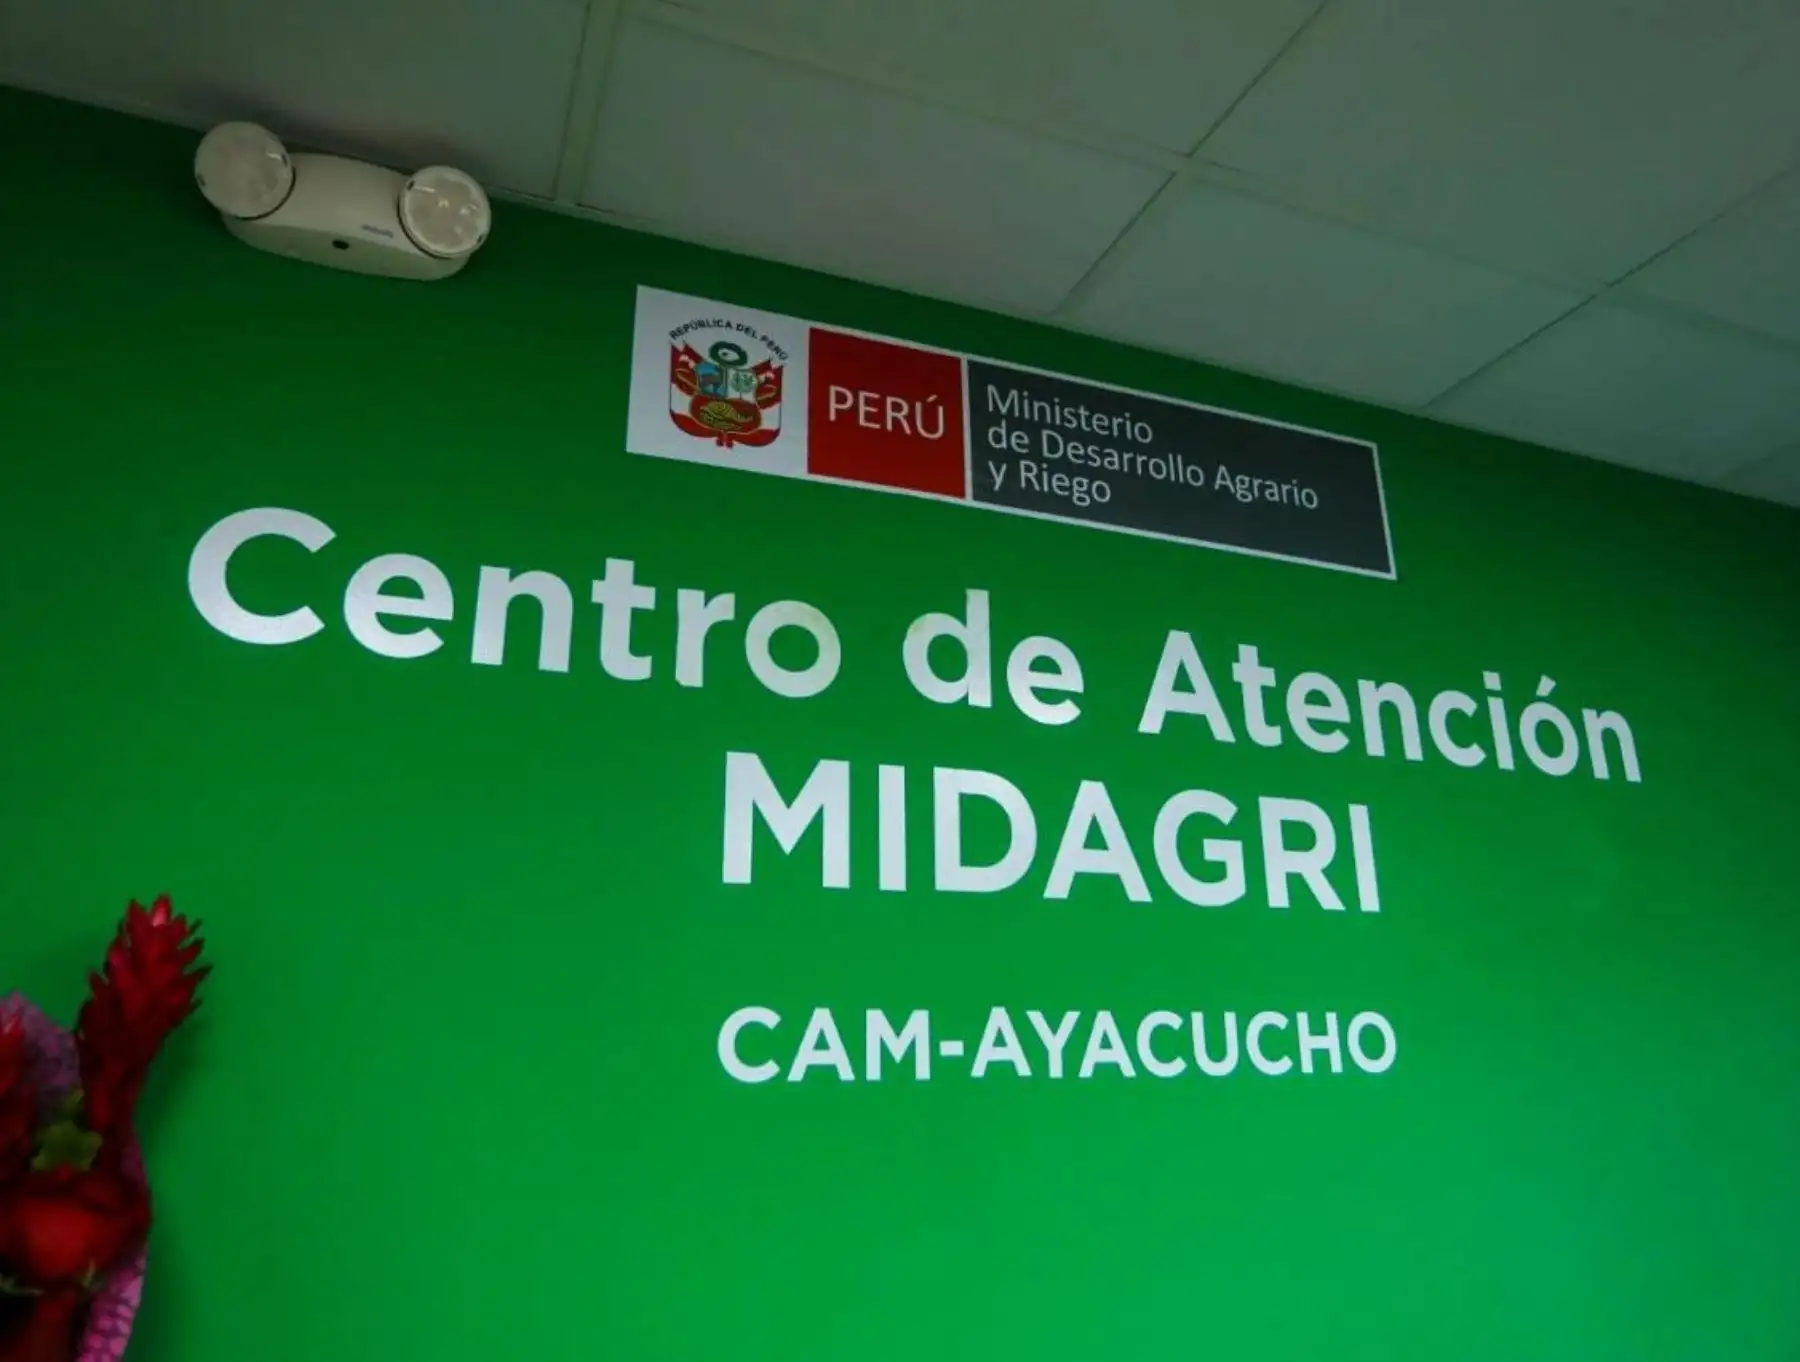 REPÚBLICA DEL PERÚ
PERÚ
Ministerio
de Desarrollo Agrario
y Riego
Centro de Atención
MIDAGRI
CAM-AYACUCHO